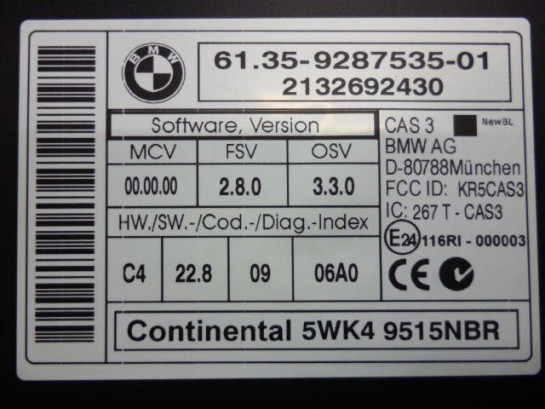 BMW
61.35-9287535-01
2132692430
Software, Version
MCV FSV OSV
00.00.00 2.8.0 3.3.0
HW./SW.-/Cod.-/Diag.-Index
C4 22.8 09 06A0
CAS 3 NewBL
BMW AG
D-80788München
FCC ID: KR5CAS3
IC: 267 T - CAS3
E24 116RI - 000003
CE
Continental 5WK4 9515NBR